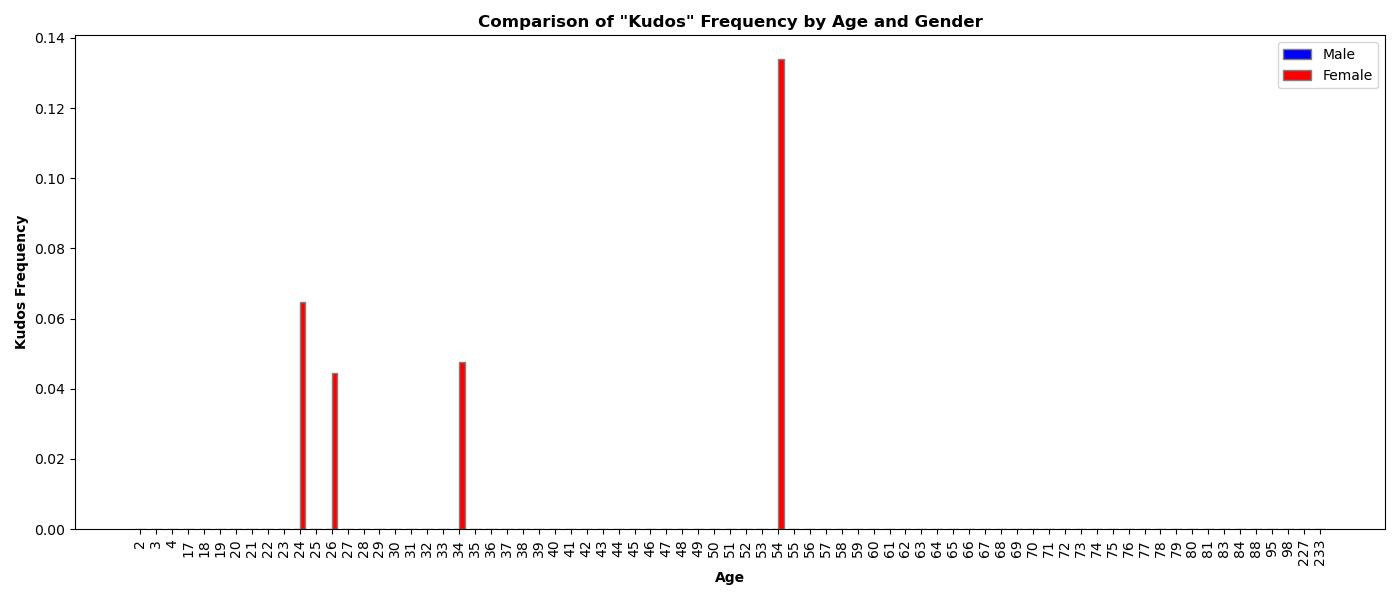 Comparison of "Kudos" Frequency by Age and Gender
Male
Female
Kudos Frequency
0.14
0.12
0.10
0.08
0.06
0.04
0.02
0.00
2 3 4 17 18 19 20 21 22 23 24 25 26 27 28 29 30 31 32 33 34 35 36 37 38 39 40 41 42 43 44 45 46 47 48 49 50 51 52 53 54 55 56 57 58 59 60 61 62 63 64 65 66 67 68 69 70 71 72 73 74 75 76 77 78 79 80 81 83 84 88 95 98 227 233
Age